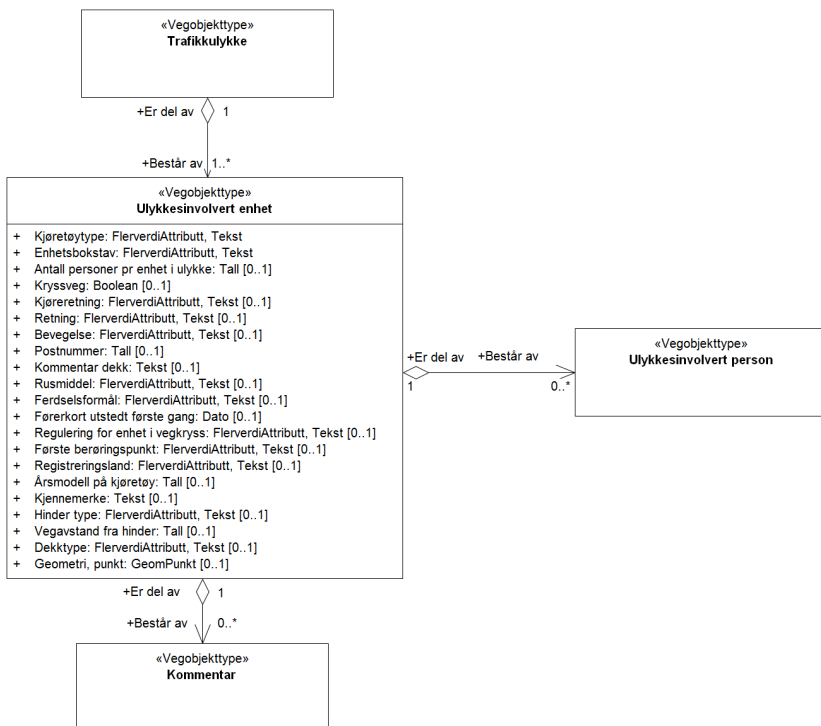 «Vegobjekttype»
Trafikkulykke
+Er del av 1
+Består av 1..*
«Vegobjekttype»
Ulykkesinvolvert enhet
+ Kjøretøytype: FlerverdiAttributt, Tekst
+ Enhetsbokstav: FlerverdiAttributt, Tekst
+ Antall personer pr enhet i ulykke: Tall [0..1]
+ Kryssveg: Boolean [0..1]
+ Kjøreretning: FlerverdiAttributt, Tekst [0..1]
+ Retning: FlerverdiAttributt, Tekst [0..1]
+ Bevegelse: FlerverdiAttributt, Tekst [0..1]
+ Postnummer: Tall [0..1]
+ Kommentar dekk: Tekst [0..1]
+ Rusmiddel: FlerverdiAttributt, Tekst [0..1]
+ Ferdselsformål: FlerverdiAttributt, Tekst [0..1]
+ Førerkort utstedt første gang: Dato [0..1]
+ Regulering for enhet i vegkryss: FlerverdiAttributt, Tekst [0..1]
+ Første berøringspunkt: FlerverdiAttributt, Tekst [0..1]
+ Registreringsland: FlerverdiAttributt, Tekst [0..1]
+ Årsmodell på kjøretøy: Tall [0..1]
+ Kjennemerke: Tekst [0..1]
+ Hinder type: FlerverdiAttributt, Tekst [0..1]
+ Vegavstand fra hinder: Tall [0..1]
+ Dekktype: FlerverdiAttributt, Tekst [0..1]
+ Geometri, punkt: GeomPunkt [0..1]
+Er del av +Består av
1 0..*
«Vegobjekttype»
Ulykkesinvolvert person
+Er del av 1
+Består av 0..*
«Vegobjekttype»
Kommentar